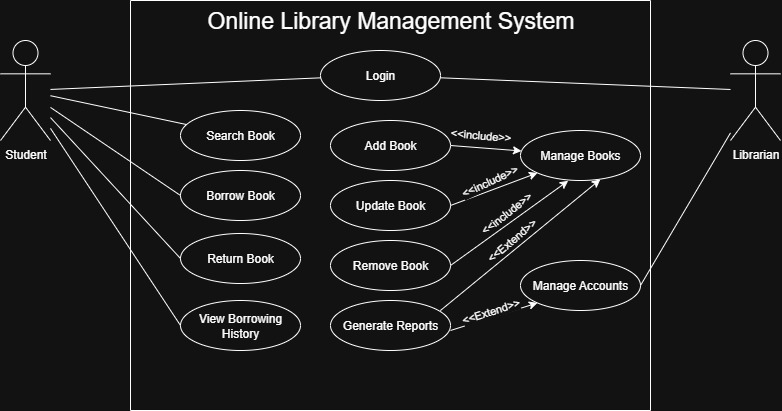 Online Library Management System
Login
Search Book
Add Book
<<include>>
Manage Books
Student
Librarian
Borrow Book
Update Book
<<include>>
Return Book
Remove Book
<<include>>
<<Extend>>
Manage Accounts
View Borrowing
History
Generate Reports
<<Extend>>